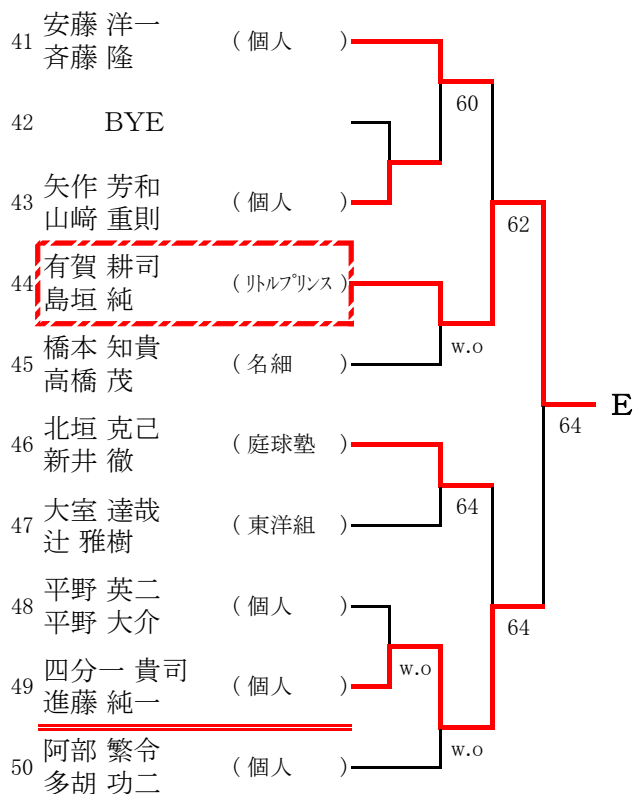 41 安藤 洋一 (個人)
斉藤 隆
60
42 BYE
43 矢作 芳和 (個人)
山﨑 重則
62
44 有賀 耕司 (リトルプリンス)
島垣 純
w.o
45 橋本 知貴 (名細)
高橋 茂
64
E
46 北垣 克己 (庭球塾)
新井 徹
64
47 大室 達哉 (東洋組)
辻 雅樹
48 平野 英二 (個人)
平野 大介
64
49 四分一 貴司 (個人)
進藤 純一
w.o
50 阿部 繁令 (個人)
多胡 功二
w.o